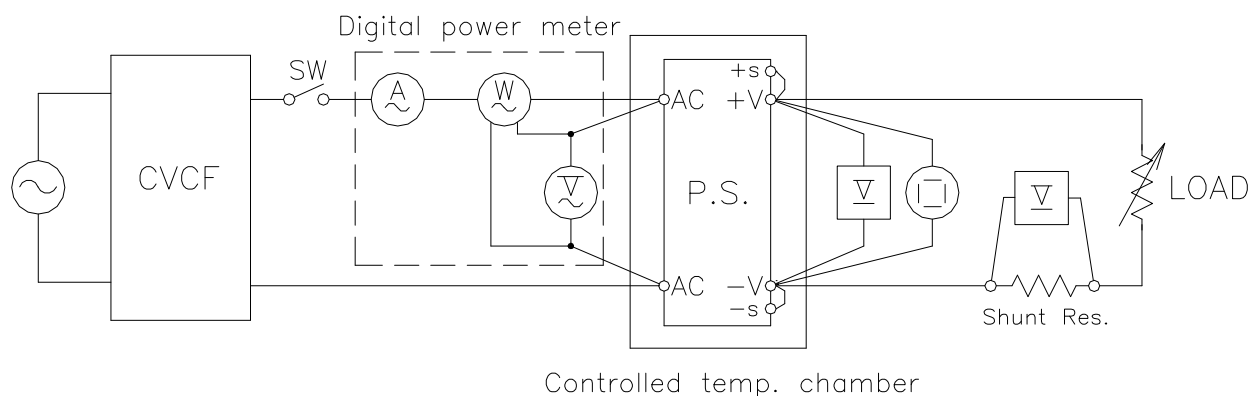 Digital power meter
SW
A
W
V
CVCF
+s
AC
+V
P.S.
V
V
LOAD
AC
-V
-s
Shunt Res.
Controlled temp. chamber